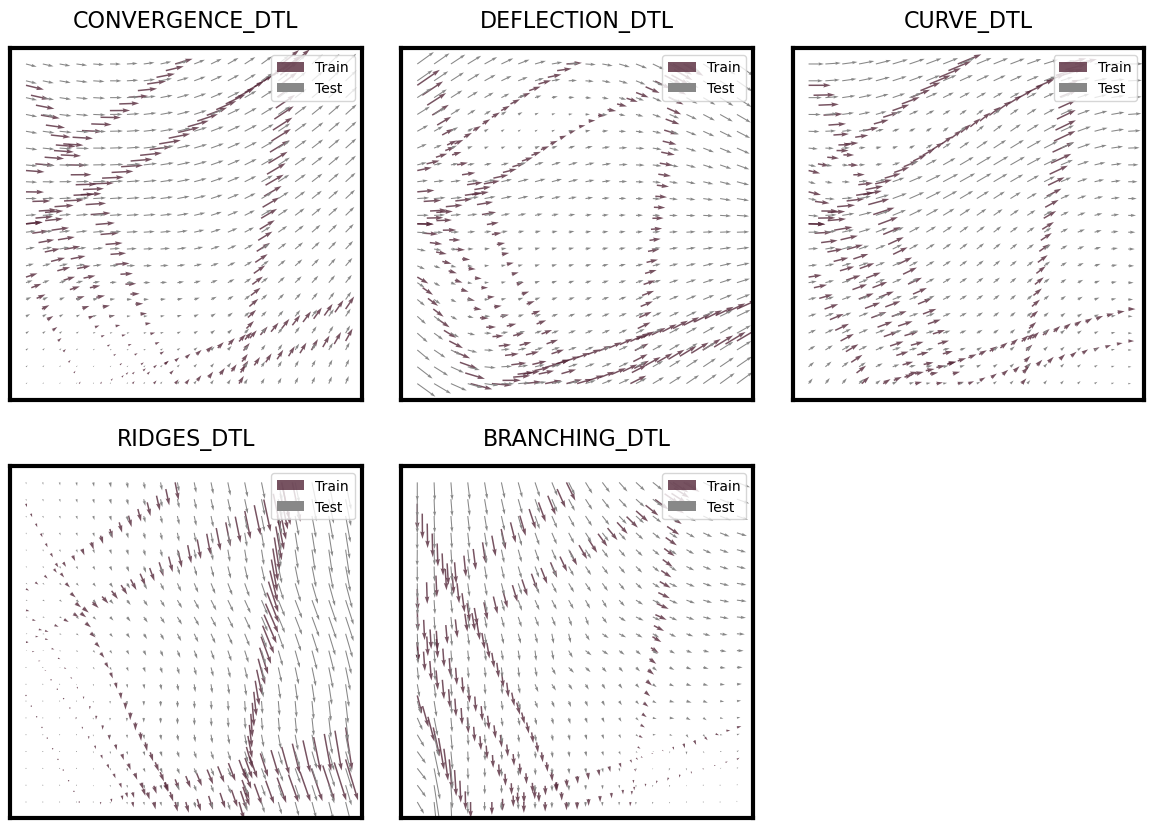 CONVERGENCE_DTL
Train
Test
DEFLECTION_DTL
Train
Test
CURVE_DTL
Train
Test
RIDGES_DTL
Train
Test
BRANCHING_DTL
Train
Test